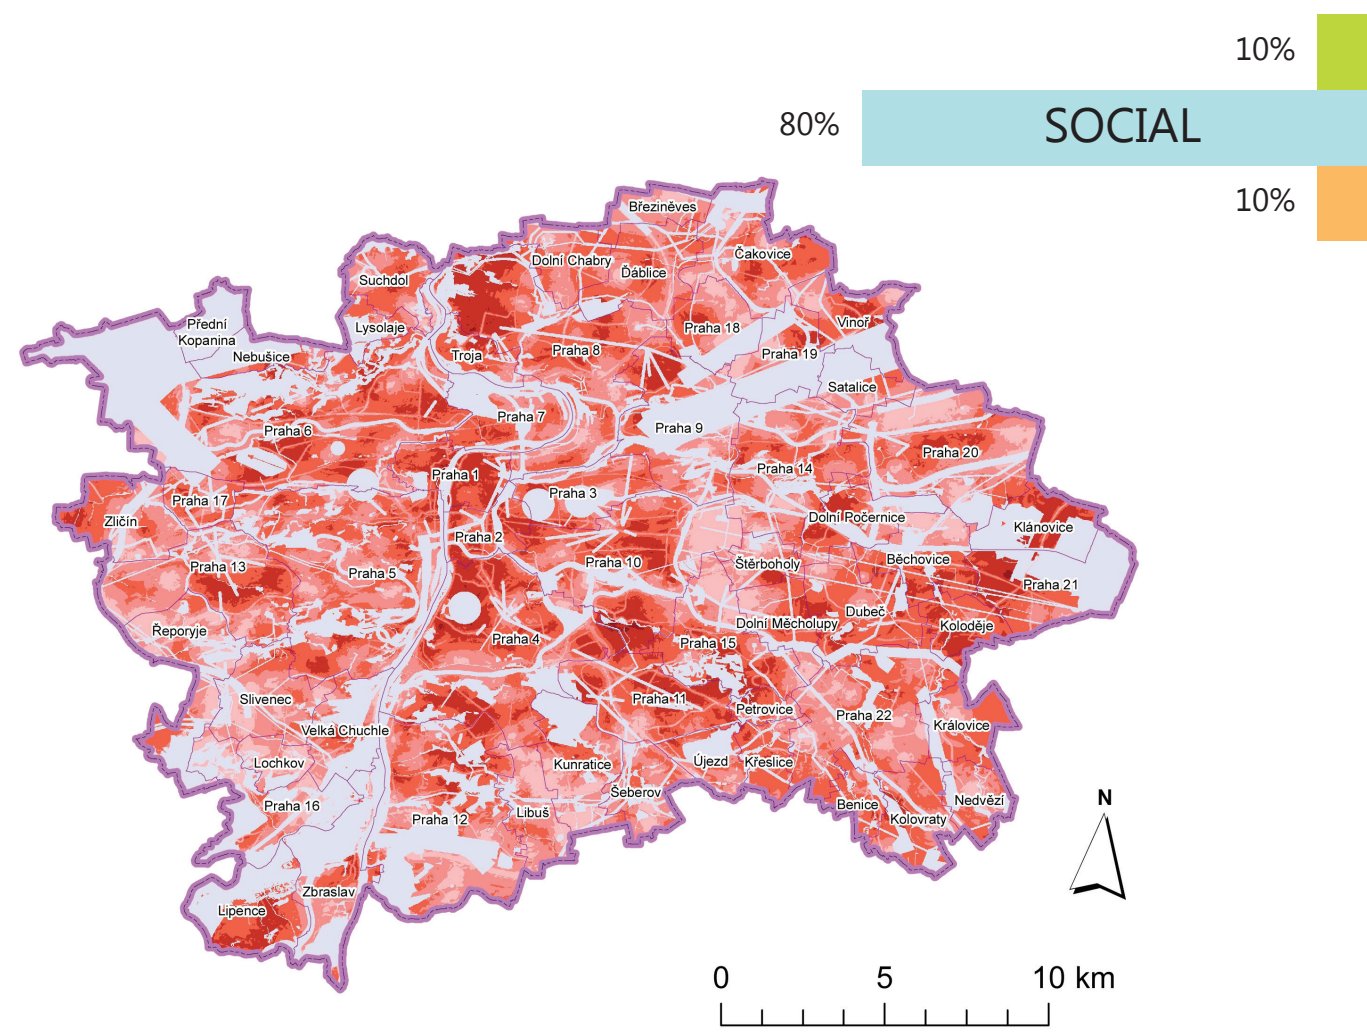 10%
80%
SOCIAL
10%
Březiněves
Čakovice
Dolní Chabry
Ďáblice
Suchdol
Přední
Kopanina
Lysolaje
Nebušice
Troja
Praha 8
Praha 18
Vinoř
Praha 19
Satalice
Praha 7
Praha 9
Praha 6
Praha 20
Praha 1
Praha 14
Praha 17
Praha 3
Zličín
Dolní Počernice
Klánovice
Praha 2
Praha 13
Praha 5
Praha 10
Štěrboholy
Běchovice
Praha 21
Řeporyje
Praha 4
Dubeč
Dolní Měcholupy
Koloděje
Praha 15
Slivenec
Praha 11
Petrovice
Praha 22
Královice
Velká Chuchle
Lochkov
Kunratice
Újezd
Křeslice
Šeberov
Praha 16
Praha 12
Libuš
Benice
Nedvězí
Kolovraty
Zbraslav
Lipence
N
0 5 10 km